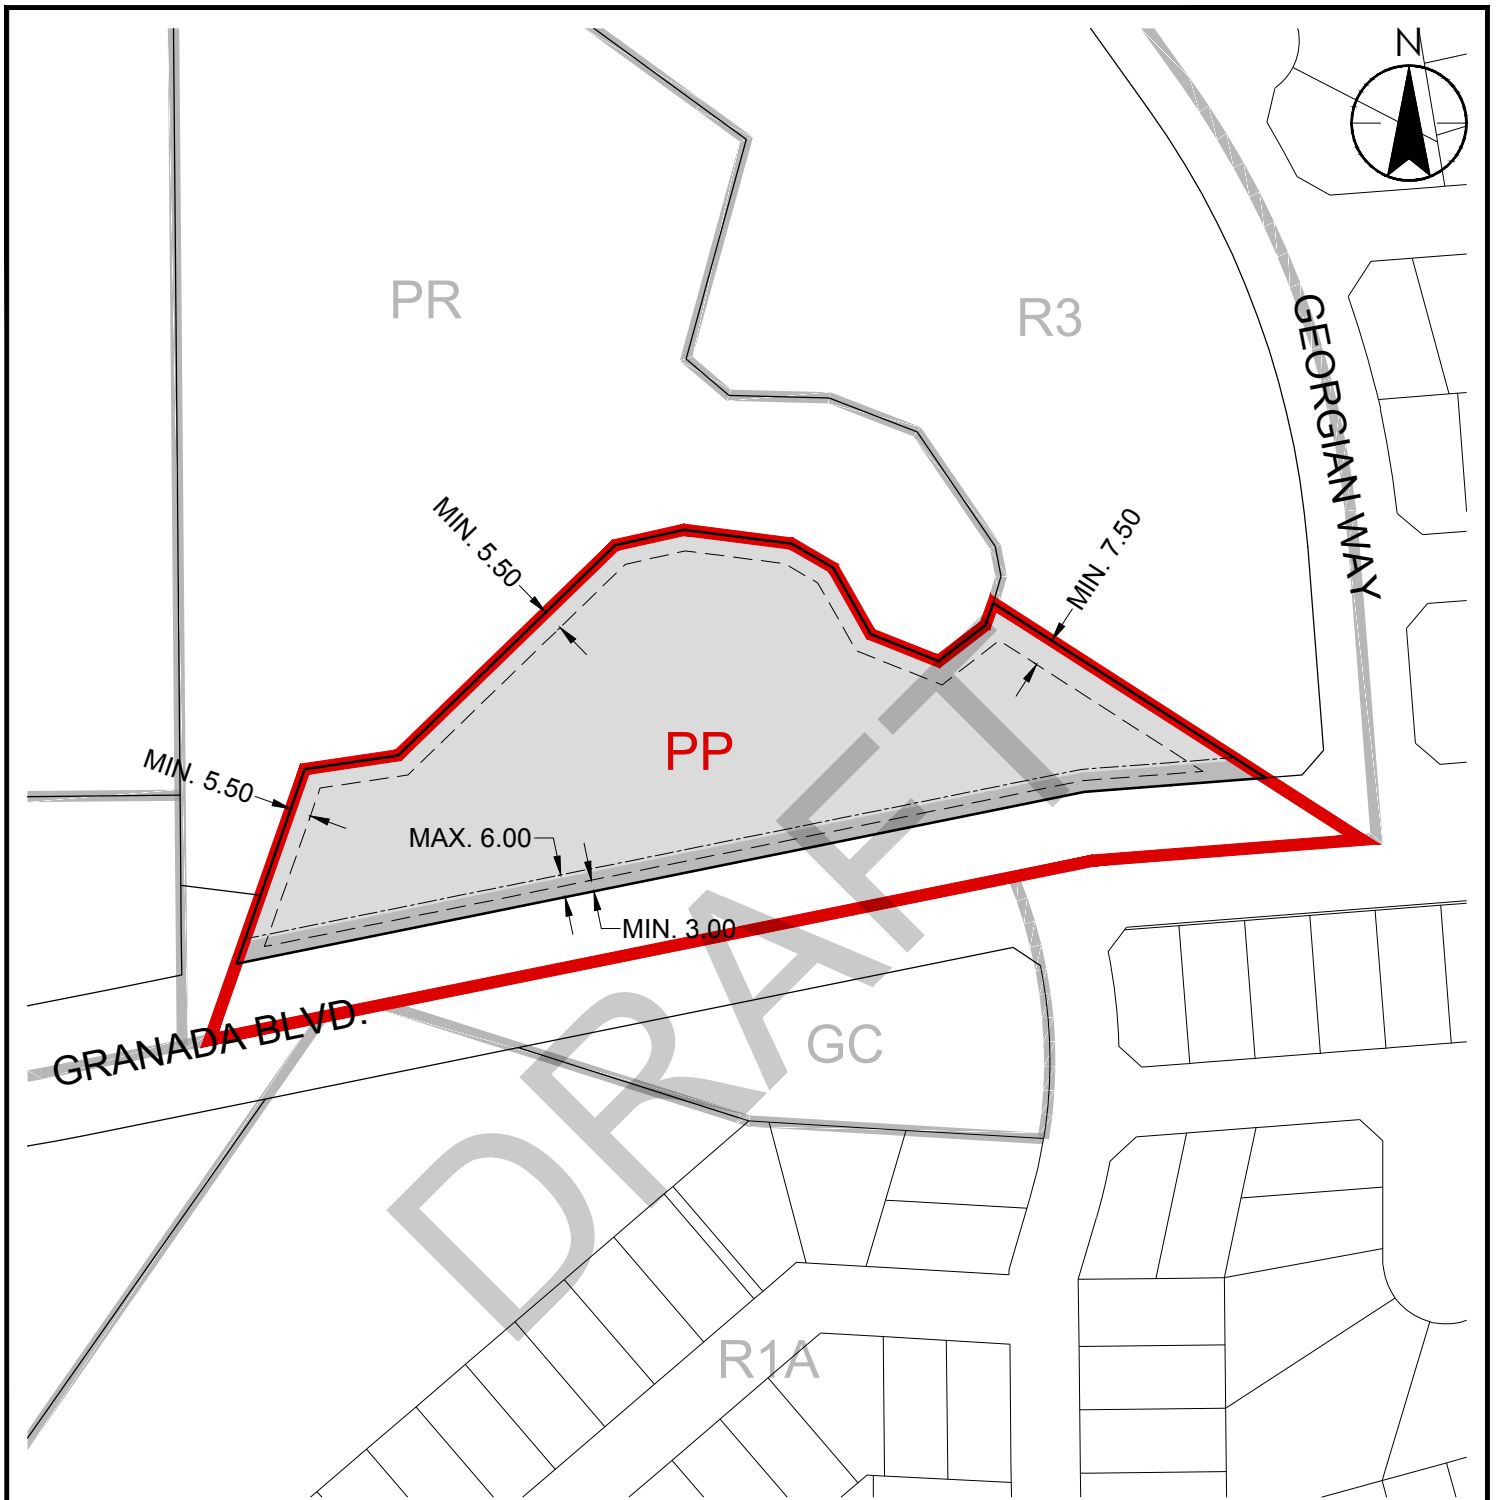 N
PR
R3
GEORGIAN WAY
MIN. 5.50
MIN. 7.50
PP
MIN. 5.50
MAX. 6.00
MIN. 3.00
GRANADA BLVD.
GC
DRAFT
R1A